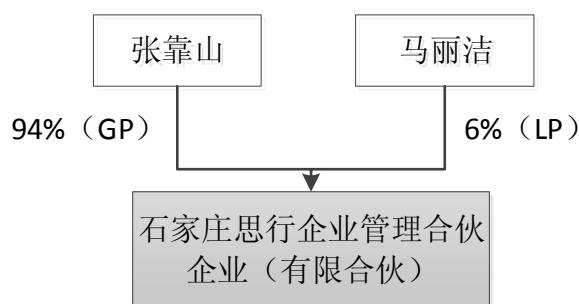 张靠山
马丽洁
94%（GP）
6%（LP）
石家庄思行企业管理合伙
企业（有限合伙）